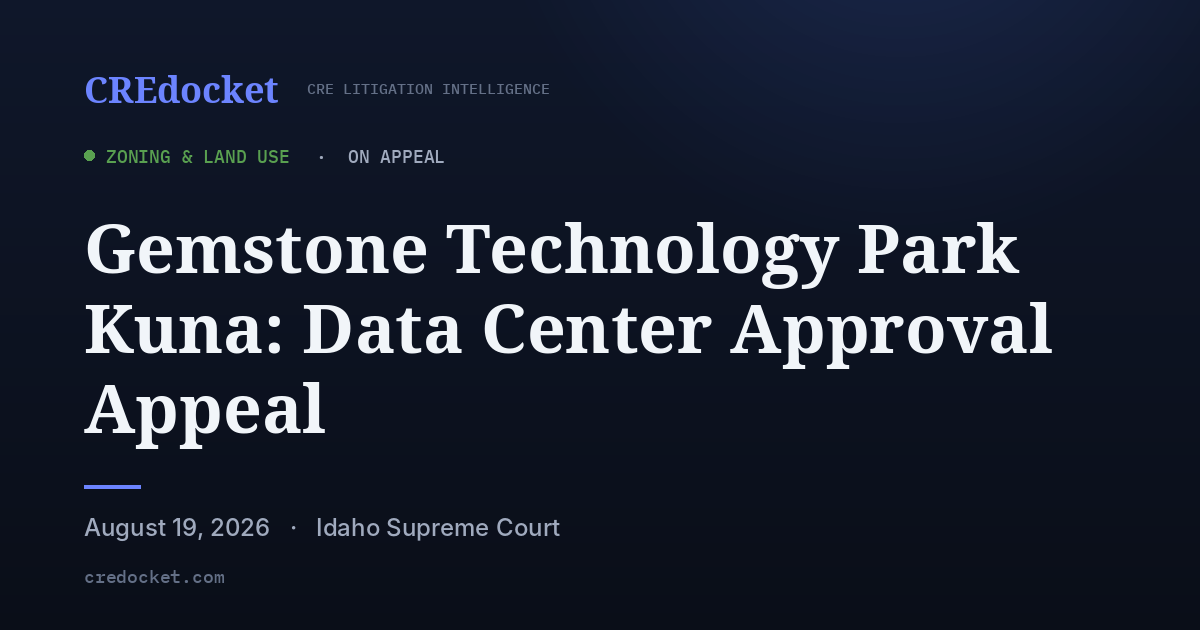 CREdocket CRE LITIGATION INTELLIGENCE
ZONING & LAND USE · ON APPEAL
Gemstone Technology Park
Kuna: Data Center Approval
Appeal
August 19, 2026 · Idaho Supreme Court
credocket.com